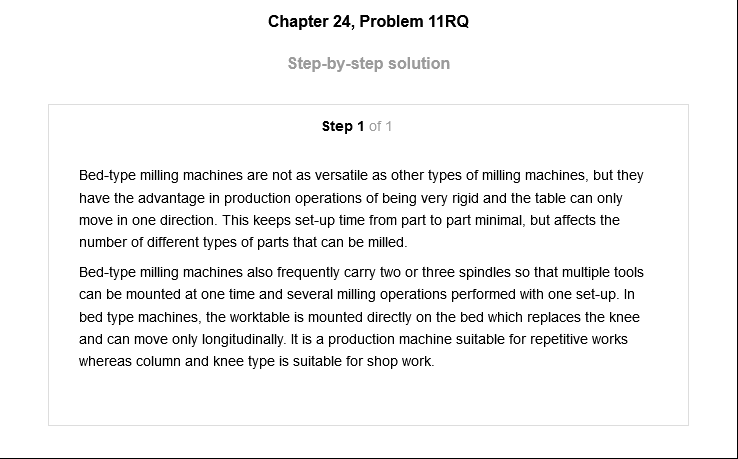 Chapter 24, Problem 11RQ
Step-by-step solution
Step 1 of 1
Bed-type milling machines are not as versatile as other types of milling machines, but they
have the advantage in production operations of being very rigid and the table can only
move in one direction. This keeps set-up time from part to part minimal, but affects the
number of different types of parts that can be milled.
Bed-type milling machines also frequently carry two or three spindles so that multiple tools
can be mounted at one time and several milling operations performed with one set-up. In
bed type machines, the worktable is mounted directly on the bed which replaces the knee
and can move only longitudinally. It is a production machine suitable for repetitive works
whereas column and knee type is suitable for shop work.